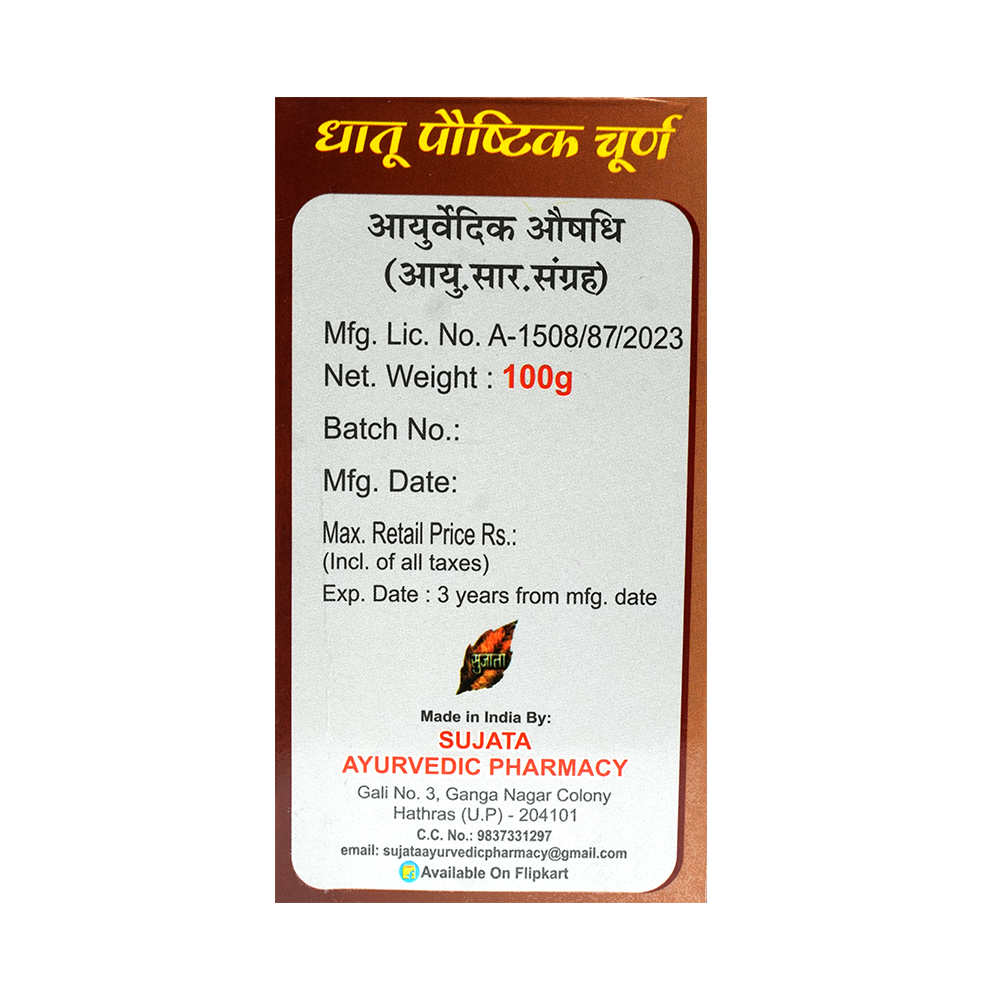 धातू पौष्टिक चूर्ण
आयुर्वेदिक औषधि
(आयु.सार.संग्रह)
Mfg. Lic. No. A-1508/87/2023
Net. Weight : 100g
Batch No.:
Mfg. Date:
Max. Retail Price Rs.:
(Incl. of all taxes)
Exp. Date : 3 years from mfg. date
सुजाता
Made in India By:
SUJATA
AYURVEDIC PHARMACY
Gali No. 3, Ganga Nagar Colony
Hathras (U.P) - 204101
C.C. No.: 9837331297
email: sujataayurvedicpharmacy@gmail.com
Available On Flipkart